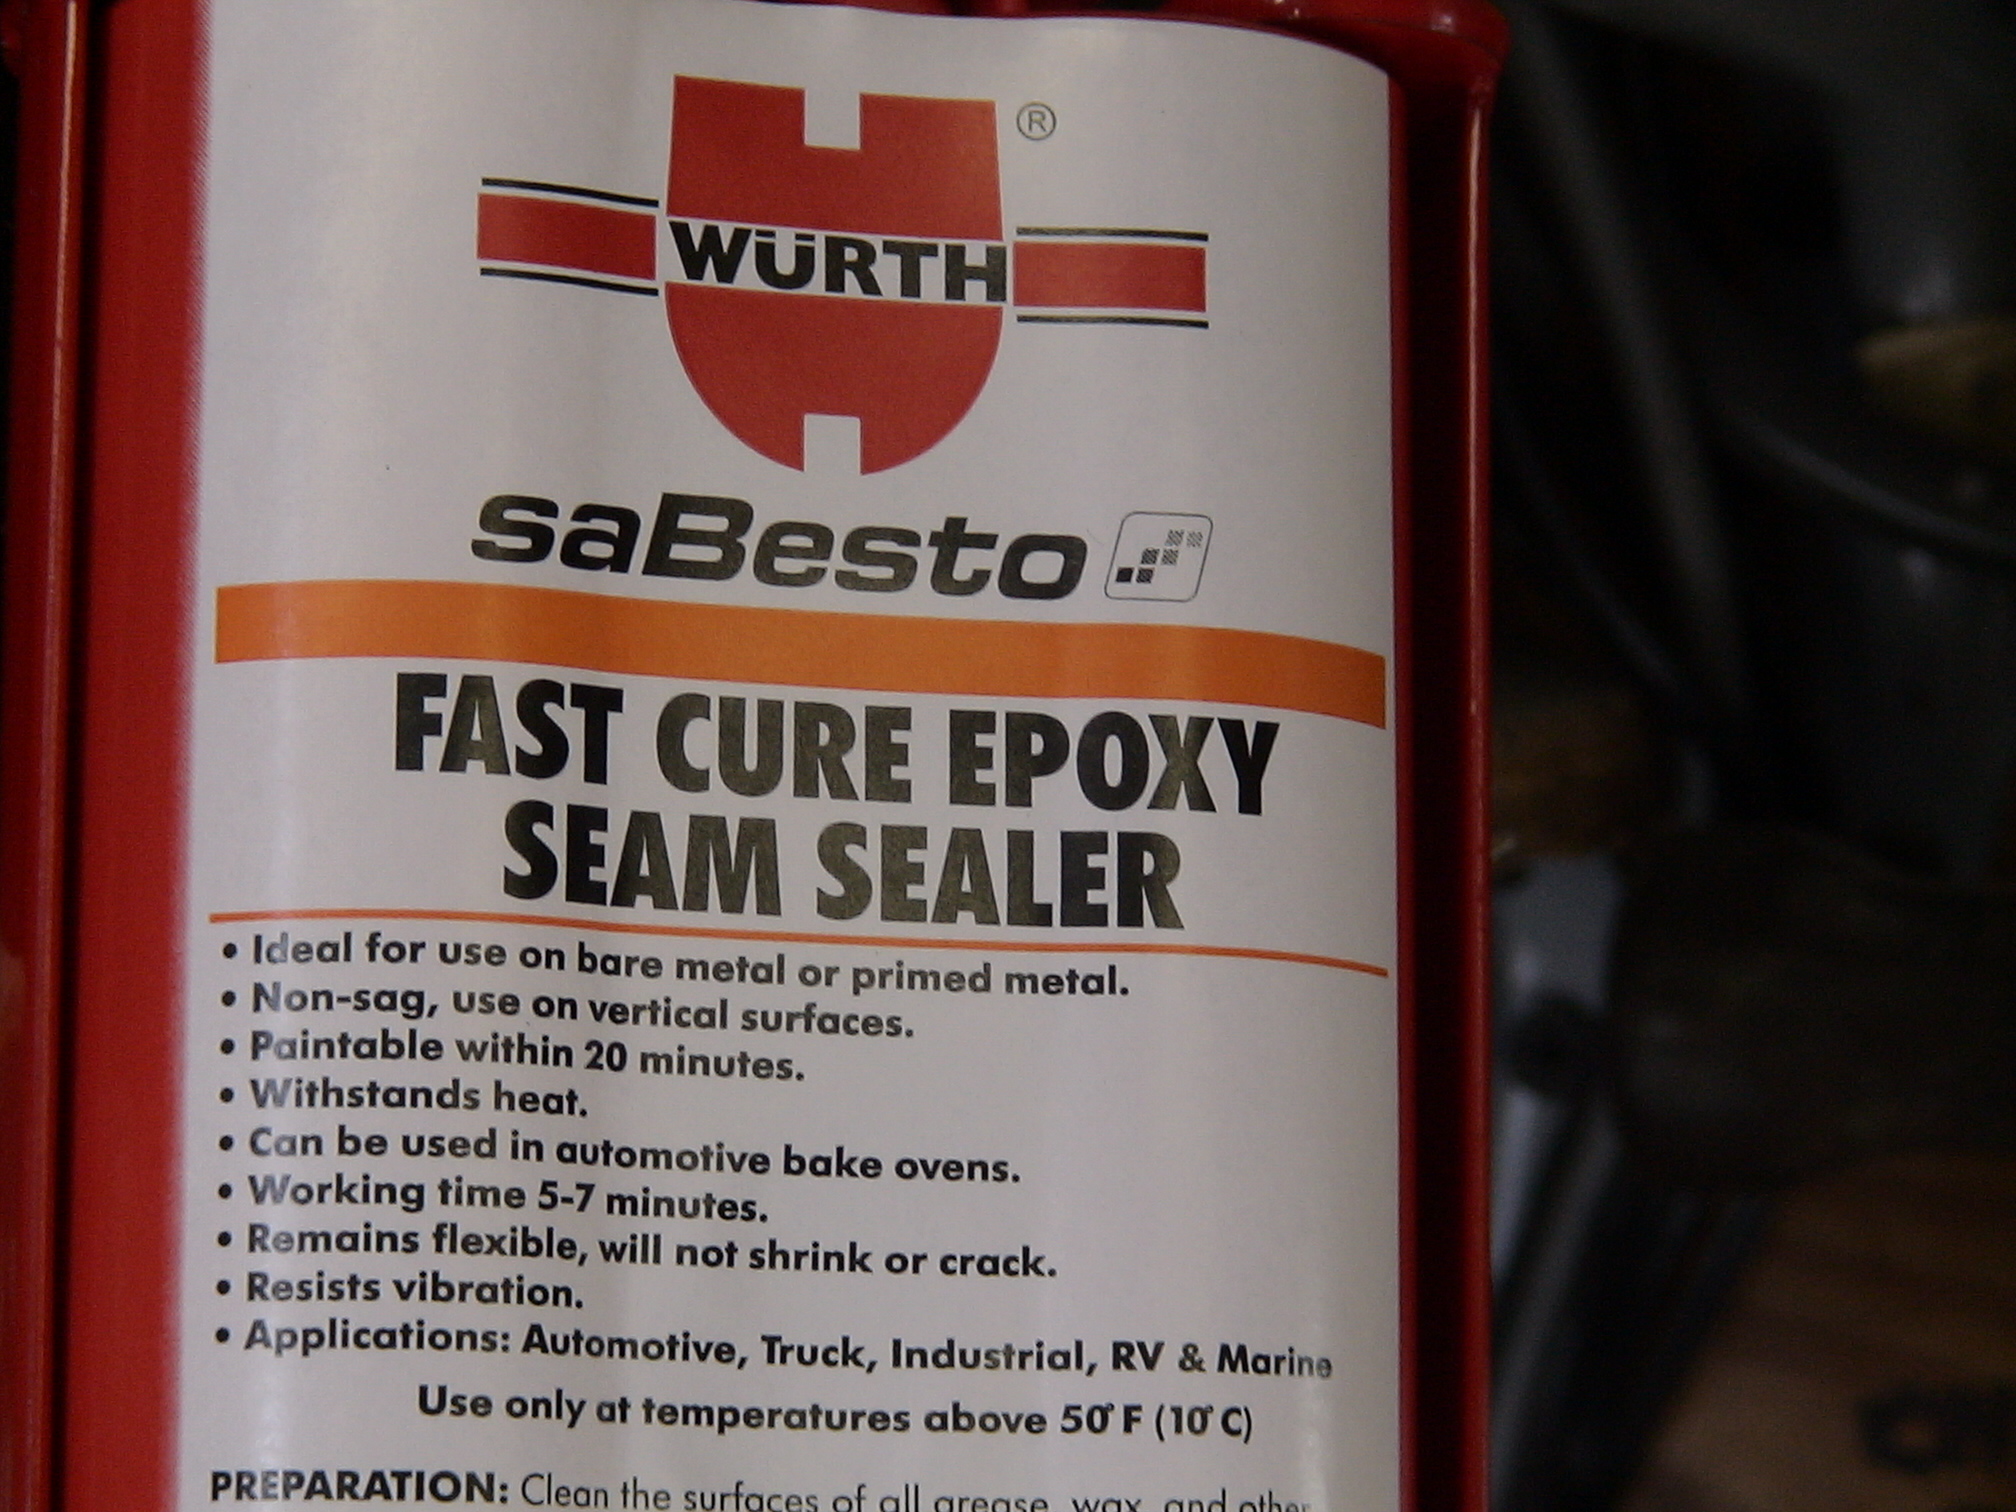 ®
WÜRTH
saBesto
FAST CURE EPOXY
SEAM SEALER
• Ideal for use on bare metal or primed metal.
• Non-sag, use on vertical surfaces.
• Paintable within 20 minutes.
• Withstands heat.
• Can be used in automotive bake ovens.
• Working time 5-7 minutes.
• Remains flexible, will not shrink or crack.
• Resists vibration.
• Applications: Automotive, Truck, Industrial, RV & Marine
Use only at temperatures above 50° F (10° C)
PREPARATION: Clean the surfaces of all grease, wax, and other